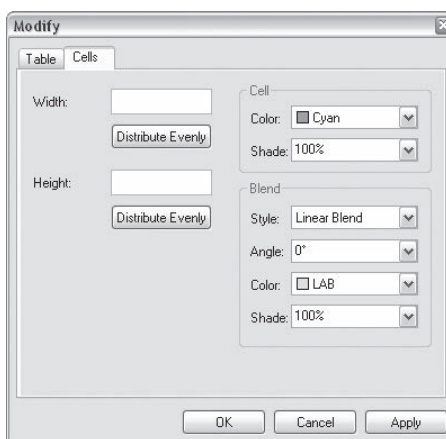 Modify
Table Cells
Width:
Distribute Evenly
Height:
Distribute Evenly
Cell
Color: Cyan
Shade: 100%
Blend
Style: Linear Blend
Angle: 0°
Color: LAB
Shade: 100%
OK Cancel Apply